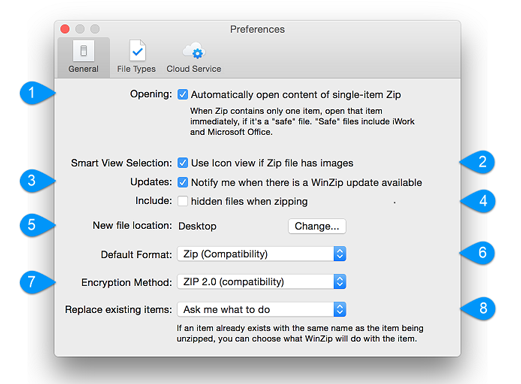 Preferences
General
File Types
Cloud Service
1
Opening: Automatically open content of single-item Zip
When Zip contains only one item, open that item
immediately, if it's a "safe" file. "Safe" files include iWork
and Microsoft Office.
Smart View Selection: Use Icon view if Zip file has images
2
3
Updates: Notify me when there is a WinZip update available
Include: hidden files when zipping
4
5
New file location: Desktop Change...
Default Format: Zip (Compatibility)
6
7
Encryption Method: ZIP 2.0 (compatibility)
Replace existing items: Ask me what to do
8
If an item already exists with the same name as the item being
unzipped, you can choose what WinZip will do with the item.